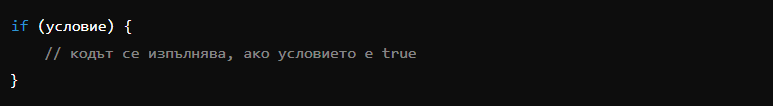 if (условие) {
    // кодът се изпълнява, ако условието е true
}